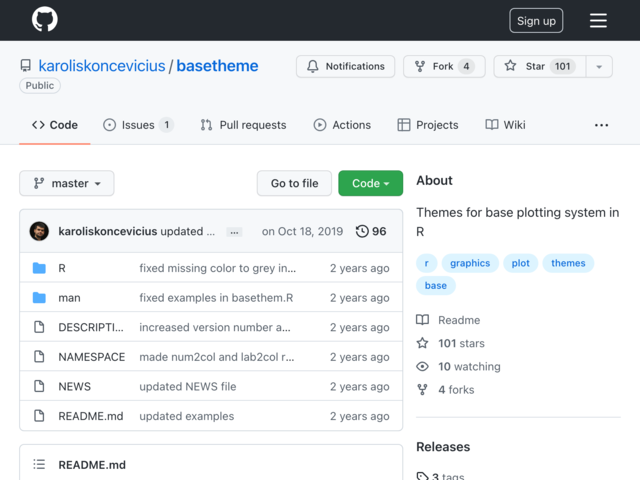 Sign up
karoliskoncevicius / basetheme
Public
Notifications
Fork 4
Star 101
Code
Issues 1
Pull requests
Actions
Projects
Wiki
...
master
Go to file
Code
karoliskoncevicius updated ...
...
on Oct 18, 2019
96
R fixed missing color to grey in... 2 years ago
man fixed examples in basethem.R 2 years ago
DESCRIPTI... increased version number a... 2 years ago
NAMESPACE made num2col and lab2col r... 2 years ago
NEWS updated NEWS file 2 years ago
README.md updated examples 2 years ago
README.md
About
Themes for base plotting system in
R
r graphics plot themes
base
Readme
101 stars
10 watching
4 forks
Releases
3 tags